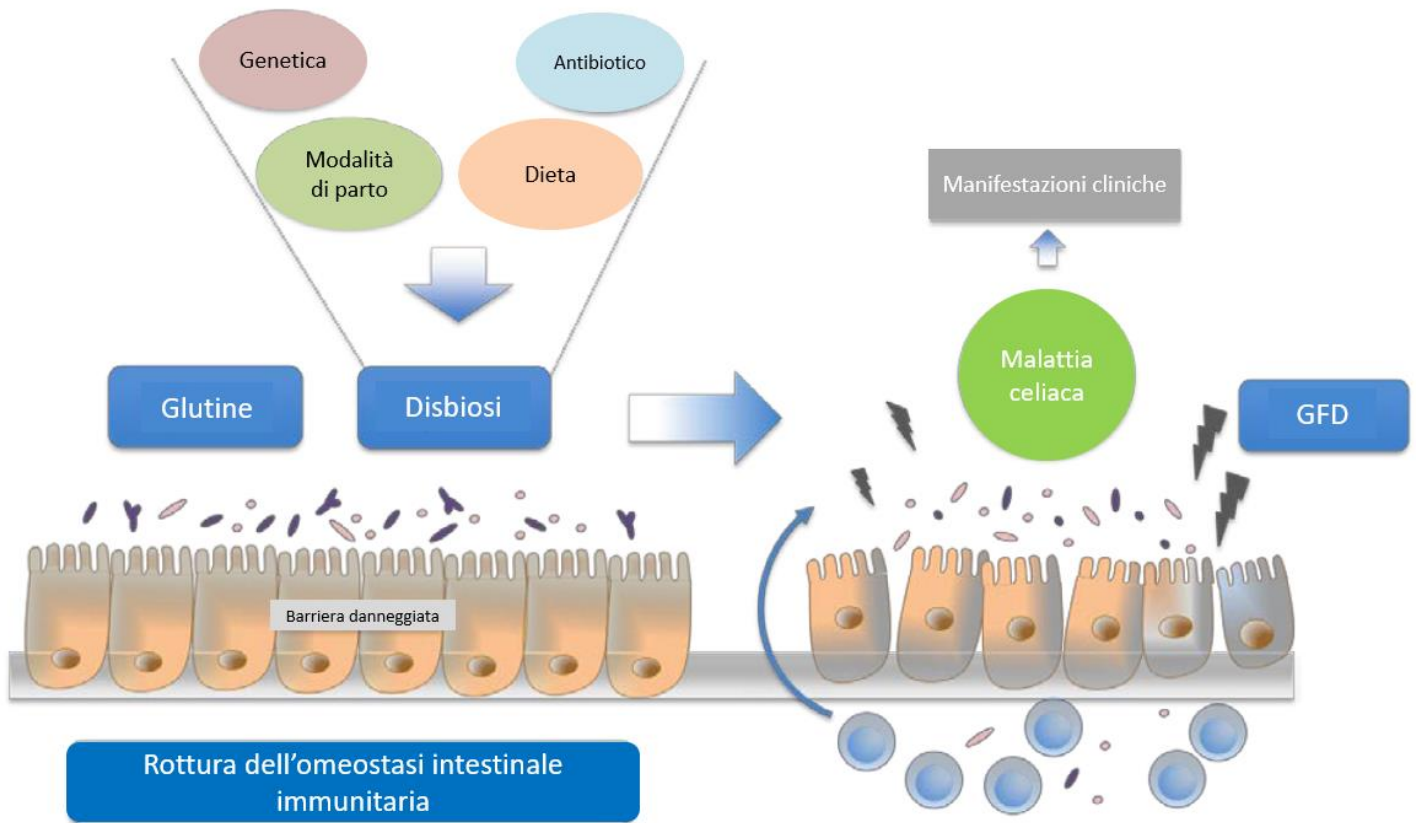 Genetica
Antibiotico
Modalità
di parto
Dieta
Manifestazioni cliniche
Malattia
celiaca
Glutine
Disbiosi
GFD
Barriera danneggiata
Rottura dell’omeostasi intestinale
immunitaria